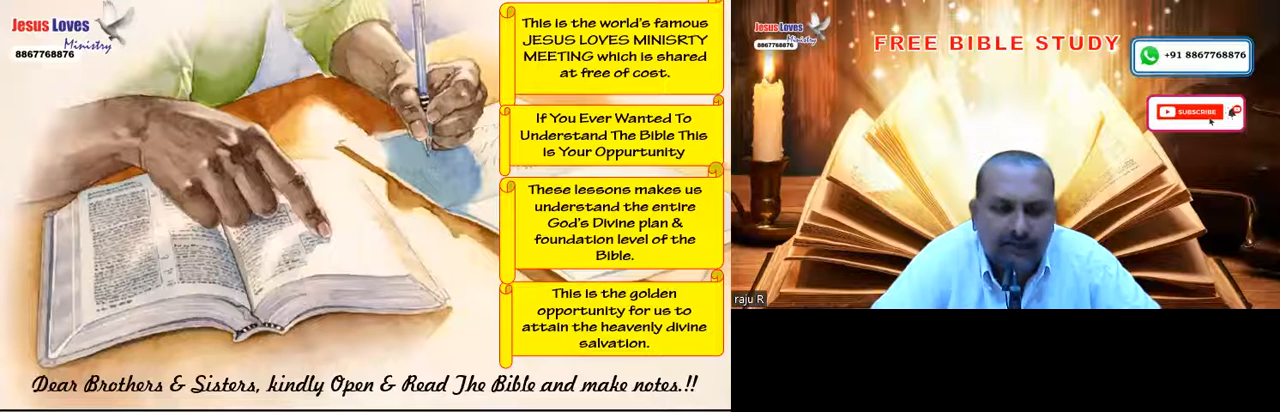 Jesus Loves
Ministry
8867768876
This is the world's famous
JESUS LOVES MINISRTY
MEETING which is shared
at free of cost.
If You Ever Wanted To
Understand The Bible This
is Your Oppurtunity
These lessons makes us
understand the entire
God's Divine plan &
foundation level of the
Bible.
This is the golden
opportunity for us to
attain the heavenly divine
salvation.
Dear Brothers & Sisters, kindly Open & Read The Bible and make notes.!!
Jesus Loves
Ministry
8867768876
FREE BIBLE STUDY
+91 8867768876
SUBSCRIBE
raju R